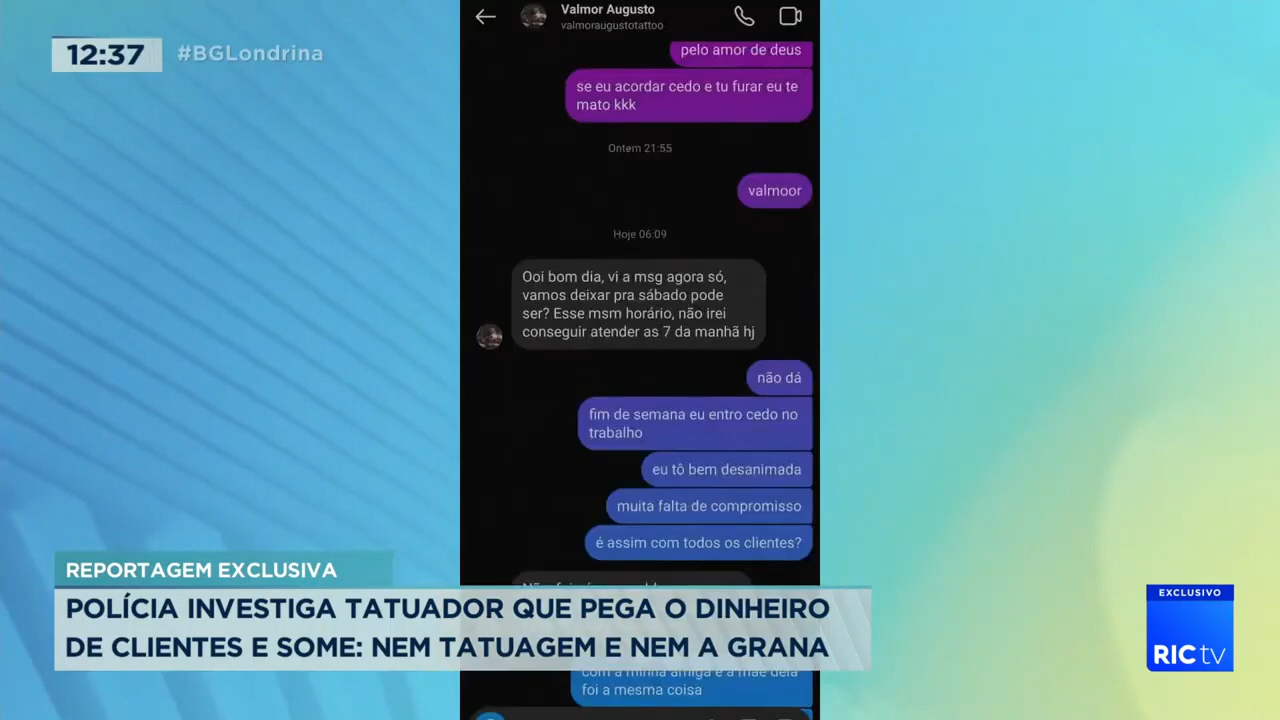 12:37
#BGLondrina
Valmor Augusto
valmoraugustotattoo
pelo amor de deus
se eu acordar cedo e tu furar eu te
mato kkk
Ontem 21:55
valmoor
Hoje 06:09
Ooi bom dia, vi a msg agora só,
vamos deixar pra sábado pode
ser? Esse msm horário, não irei
conseguir atender as 7 da manhã hj
não dá
fim de semana eu entro cedo no
trabalho
eu tô bem desanimada
muita falta de compromisso
é assim com todos os clientes?
REPORTAGEM EXCLUSIVA
POLÍCIA INVESTIGA TATUADOR QUE PEGA O DINHEIRO
DE CLIENTES E SOME: NEM TATUAGEM E NEM A GRANA
com a minha amiga e a mãe dela
foi a mesma coisa
EXCLUSIVO
RIC tv